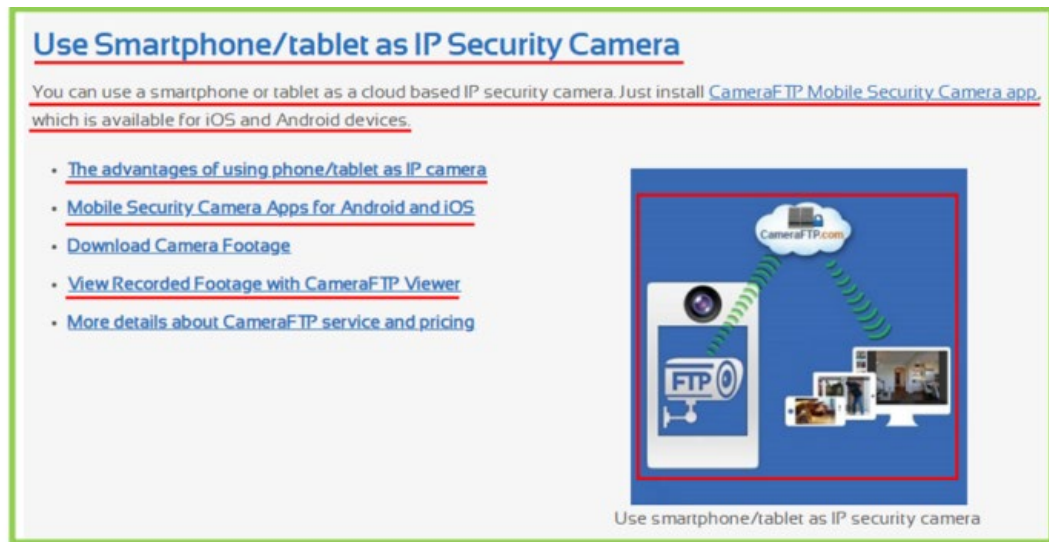 Use Smartphone/tablet as IP Security Camera
You can use a smartphone or tablet as a cloud based IP security camera. Just install CameraFTP Mobile Security Camera app,
which is available for iOS and Android devices.
• The advantages of using phone/tablet as IP camera
• Mobile Security Camera Apps for Android and iOS
• Download Camera Footage
• View Recorded Footage with CameraFTP Viewer
• More details about CameraFTP service and pricing
CameraFTP.com
FTP
Use smartphone/tablet as IP security camera